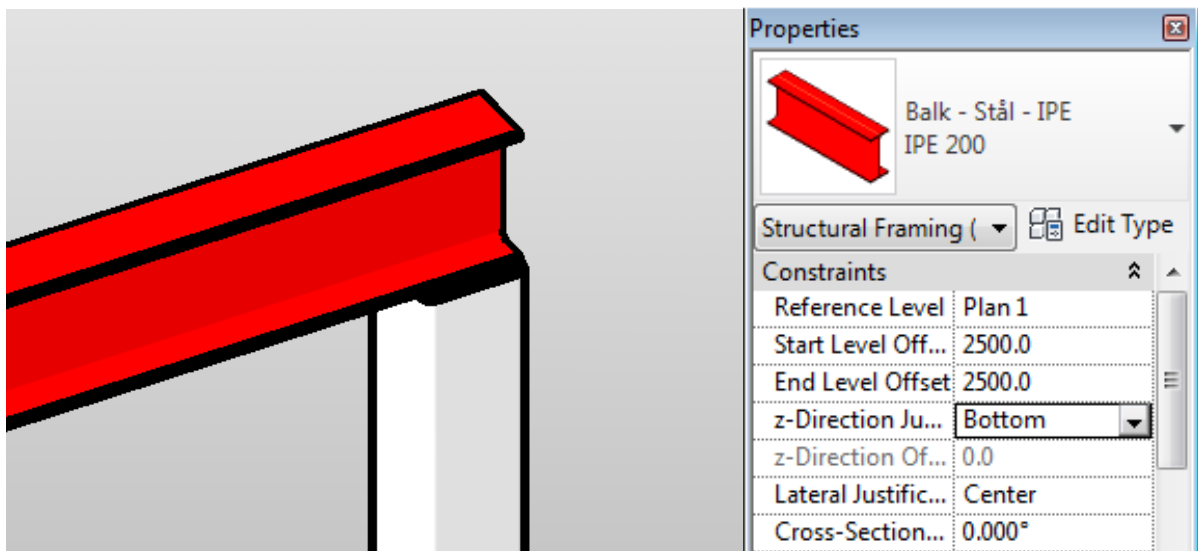 Properties
Balk - Stål - IPE
IPE 200
Structural Framing (
Edit Type
Constraints
Reference Level Plan 1
Start Level Off... 2500.0
End Level Offset 2500.0
z-Direction Ju... Bottom
z-Direction Of... 0.0
Lateral Justific... Center
Cross-Section... 0.000°